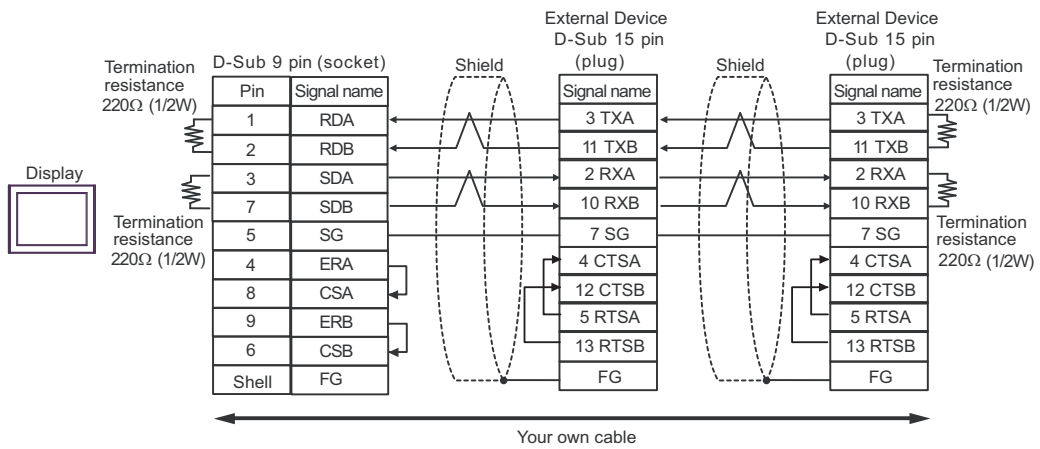 External Device
D-Sub 15 pin
(plug)
External Device
D-Sub 15 pin
(plug)
Termination
resistance
220Ω (1/2W)
D-Sub 9 pin (socket)
Shield
Shield
Termination
resistance
220Ω (1/2W)
Pin Signal name Signal name Signal name
1 RDA 3 TXA 3 TXA
2 RDB 11 TXB 11 TXB
Display
3 SDA 2 RXA 2 RXA
7 SDB 10 RXB 10 RXB
Termination
resistance
220Ω (1/2W)
Termination
resistance
220Ω (1/2W)
5 SG 7 SG 7 SG
4 ERA 4 CTSA 4 CTSA
8 CSA 12 CTSB 12 CTSB
9 ERB 5 RTSA 5 RTSA
6 CSB 13 RTSB 13 RTSB
Shell FG FG FG
Your own cable